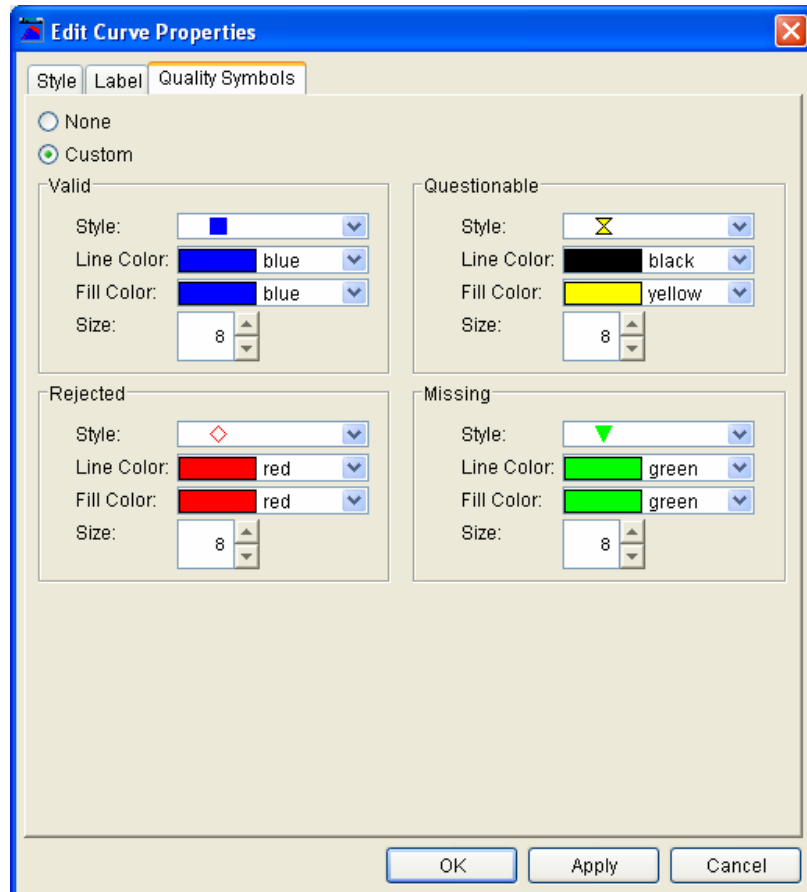 Edit Curve Properties
Style Label Quality Symbols
None
Custom
Valid
Style:
Line Color: blue
Fill Color: blue
Size: 8
Questionable
Style:
Line Color: black
Fill Color: yellow
Size: 8
Rejected
Style:
Line Color: red
Fill Color: red
Size: 8
Missing
Style:
Line Color: green
Fill Color: green
Size: 8
OK Apply Cancel